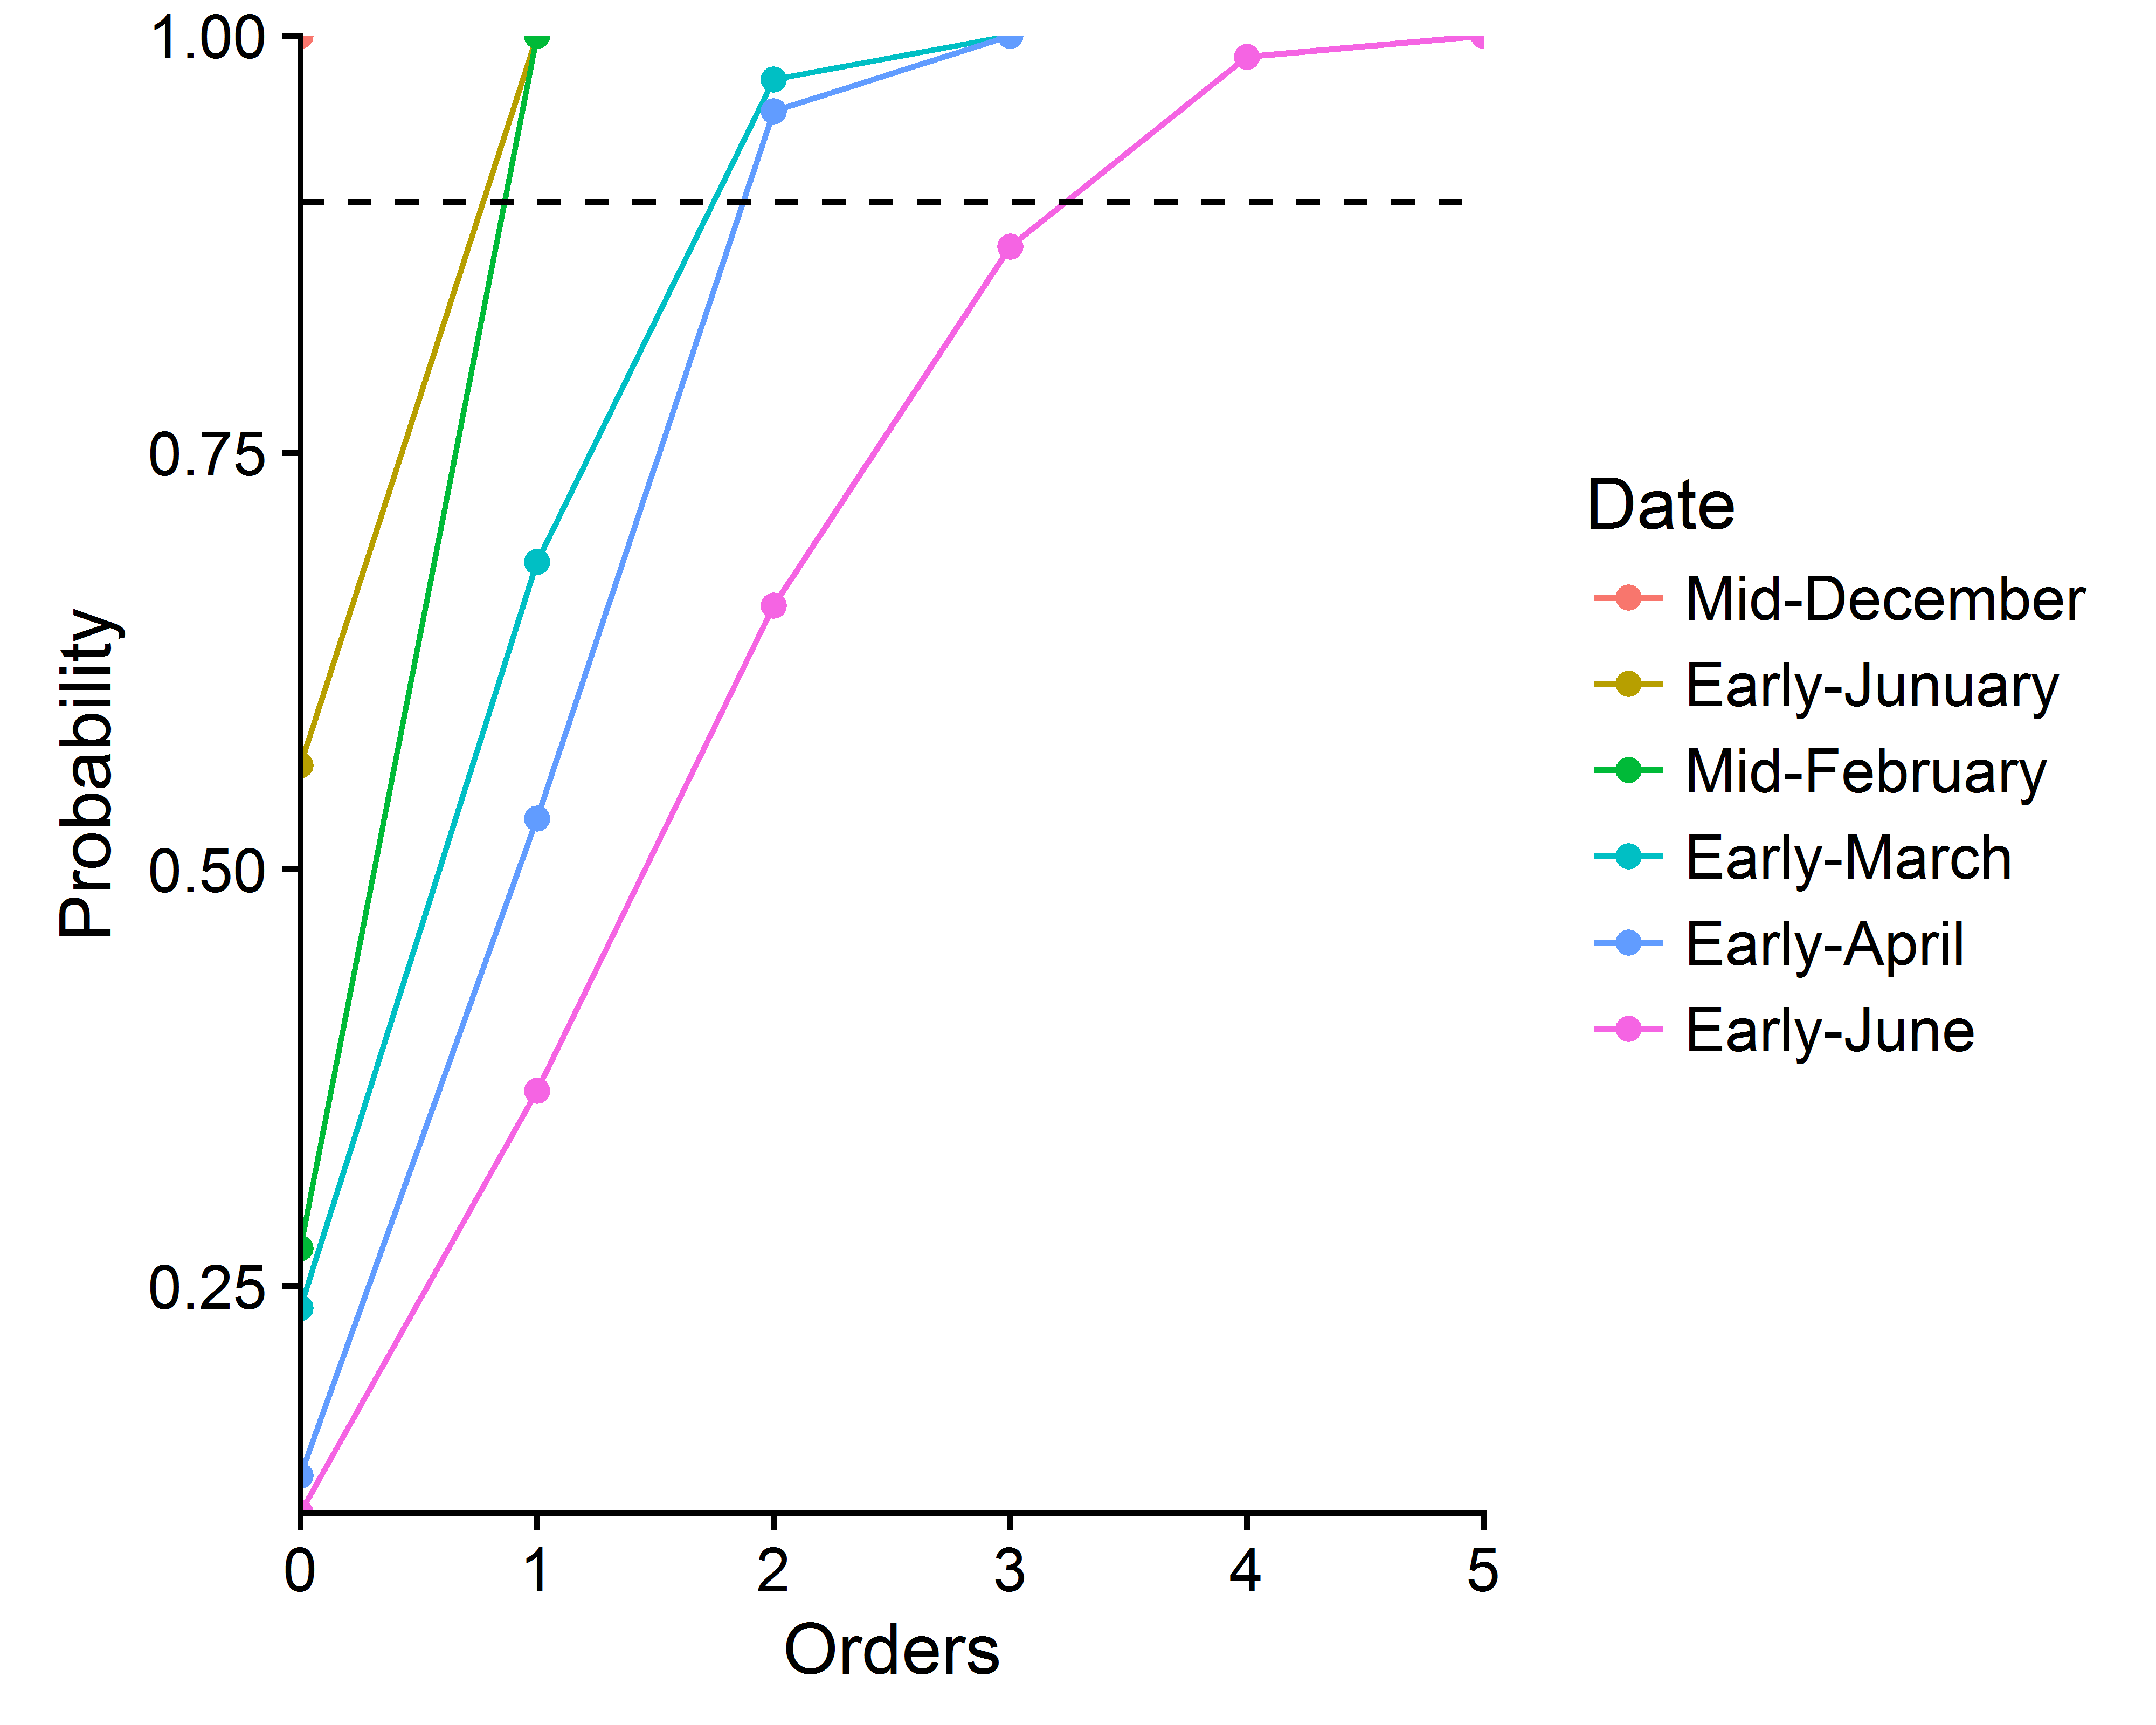 1.00
0.75
0.50
0.25
Probability
0
1
2
3
4
5
Orders
Date
Mid-December
Early-Junuary
Mid-February
Early-March
Early-April
Early-June